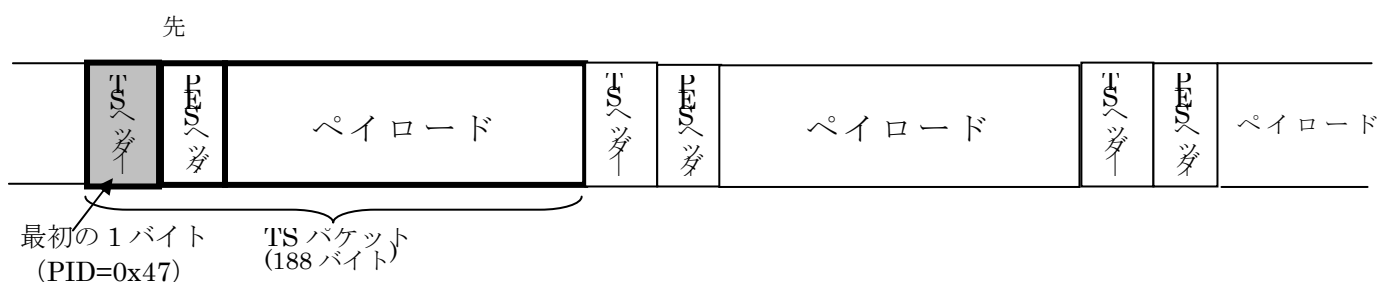 先
TSヘッダー
PESヘッダ
ペイロード
TSヘッダー
PESヘッダ
ペイロード
TSヘッダー
PESヘッダ
ペイロード
最初の1バイト
(PID=0x47)
TSパケット
(188バイト)